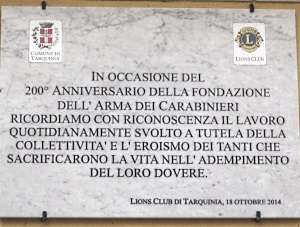 COMUNE DI
TARQUINIA
LIONS CLUB
IN OCCASIONE DEL
200° ANNIVERSARIO DELLA FONDAZIONE
DELL' ARMA DEI CARABINIERI
RICORDIAMO CON RICONOSCENZA IL LAVORO
QUOTIDIANAMENTE SVOLTO A TUTELA DELLA
COLLETTIVITA' E L' EROISMO DEI TANTI CHE
SACRIFICARONO LA VITA NELL' ADEMPIMENTO
DEL LORO DOVERE.
LIONS CLUB DI TARQUINIA, 18 OTTOBRE 2014